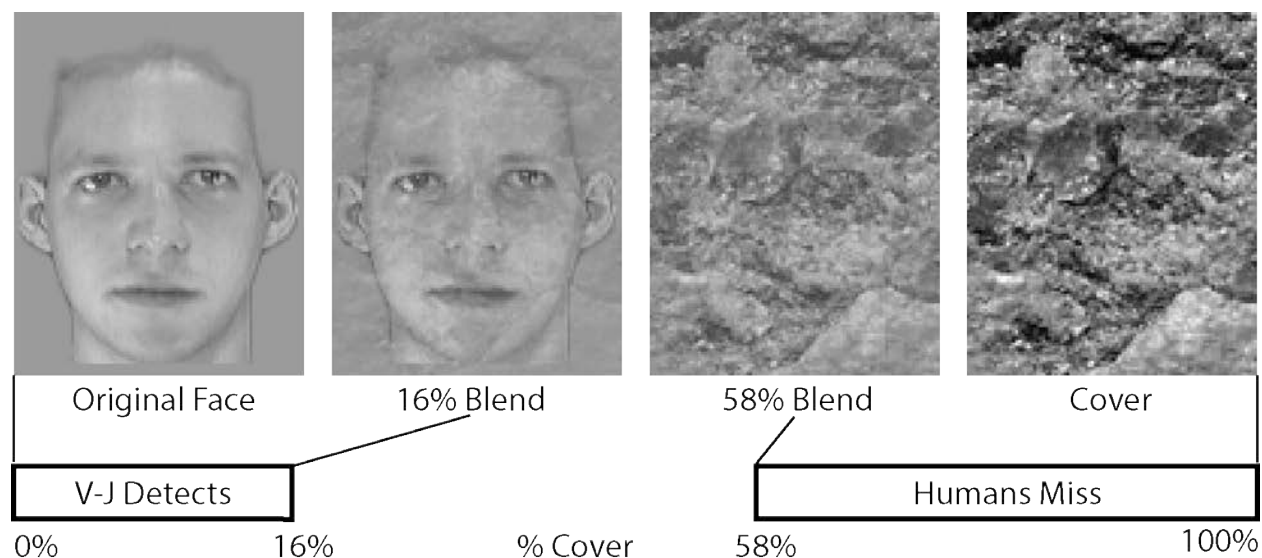 Original Face 16% Blend 58% Blend Cover
V-J Detects Humans Miss
0% 16% % Cover 58% 100%